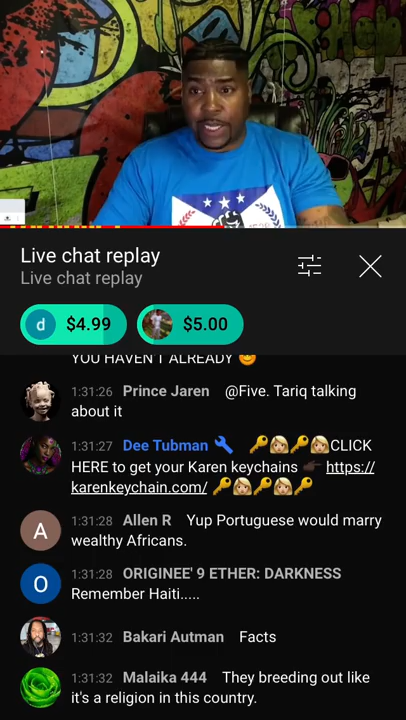 Live chat replay
Live chat replay
d $4.99 $5.00
YOU HAVEN'T ALREADY 😊
1:31:26 Prince Jaren @Five. Tariq talking
about it
1:31:27 Dee Tubman 🔧 🔑👩🏼🔑👩🏼CLICK
HERE to get your Karen keychains 👉🏿 https://
karenkeychain.com/ 🔑👩🏼🔑👩🏼🔑
A 1:31:28 Allen R Yup Portuguese would marry
wealthy Africans.
O 1:31:28 ORIGINEE' 9 ETHER: DARKNESS
Remember Haiti.....
1:31:32 Bakari Autman Facts
1:31:32 Malaika 444 They breeding out like
it's a religion in this country.